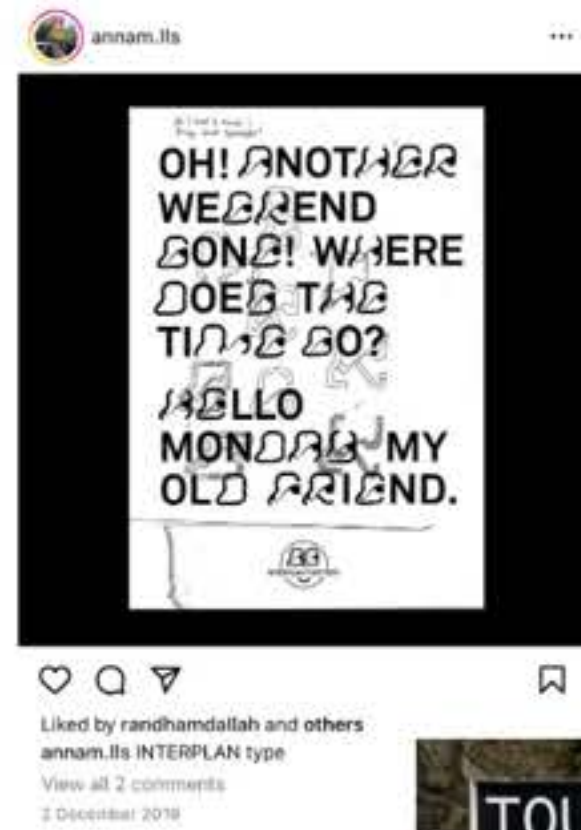 annam.lls
OH! ANOTHER
WEEKEND
GONE! WHERE
DOES THE
TIME GO?
HELLO
MONDAY MY
OLD FRIEND.
Liked by randhamdallah and others
annam.lls INTERPLAN type
View all 2 comments
2 December 2019
TOI